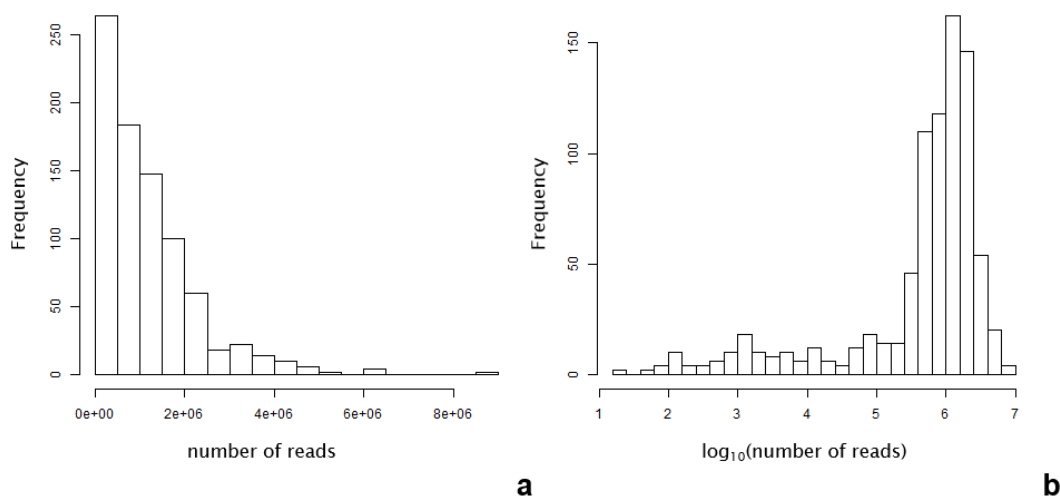 Frequency
250
200
150
100
50
0
0e+00 2e+06 4e+06 6e+06 8e+06
number of reads
a
Frequency
150
100
50
0
1 2 3 4 5 6 7
log₁₀(number of reads)
b